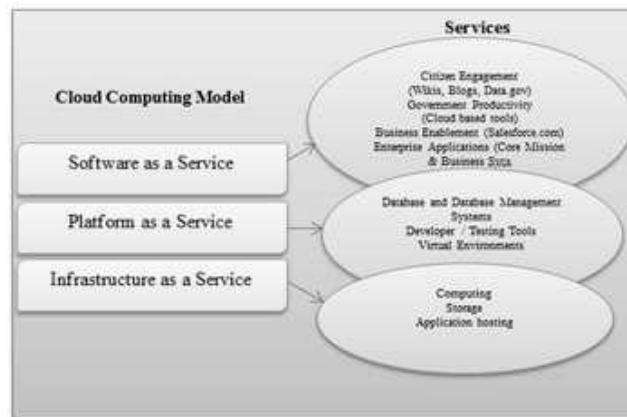 Services
Cloud Computing Model
Citizen Engagement
(Wikis, Blogs, Data.gov)
Government Productivity
(Cloud based tools)
Business Enablement (Salesforce.com)
Enterprise Applications (Core Mission
& Business
Software as a Service
Database and Database Management
Systems
Developer / Testing Tools
Virtual Environments
Platform as a Service
Infrastructure as a Service
Computing
Storage
Application hosting